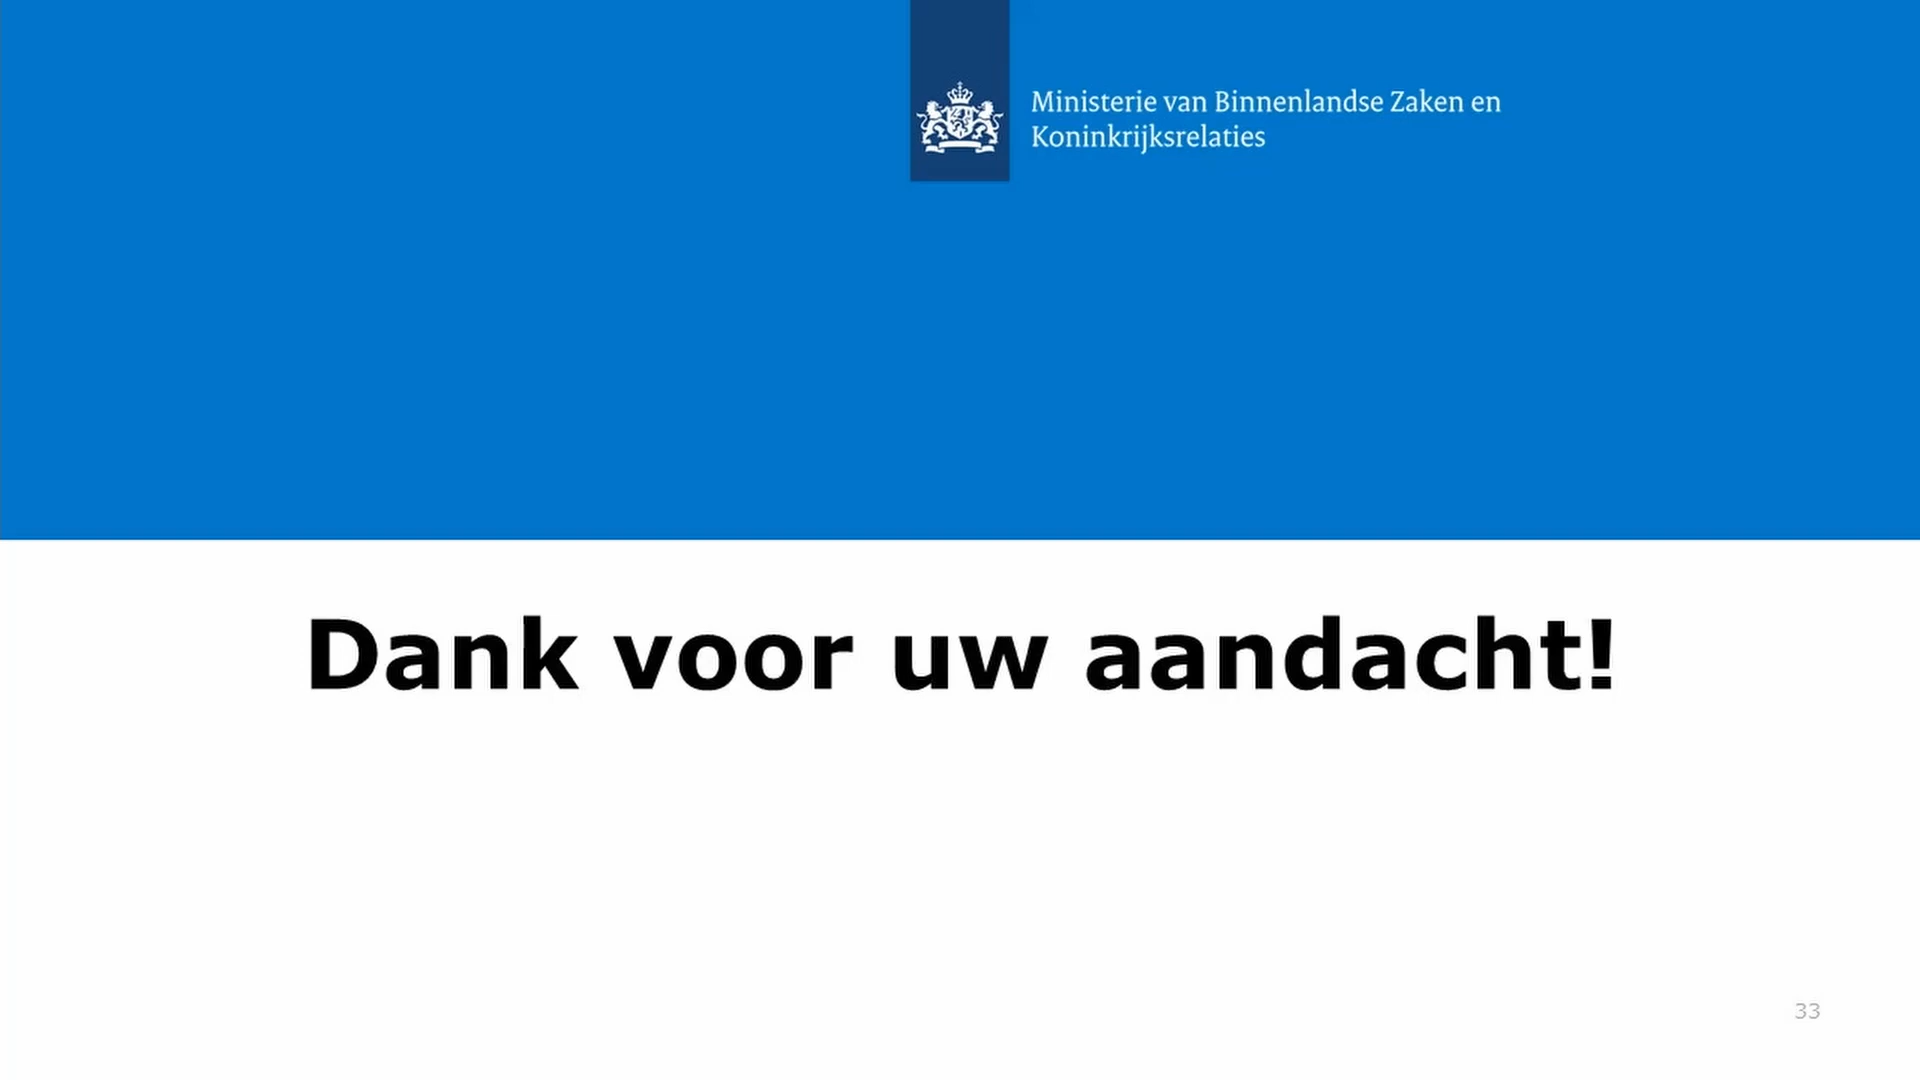 Ministerie van Binnenlandse Zaken en
Koninkrijksrelaties
Dank voor uw aandacht!
33